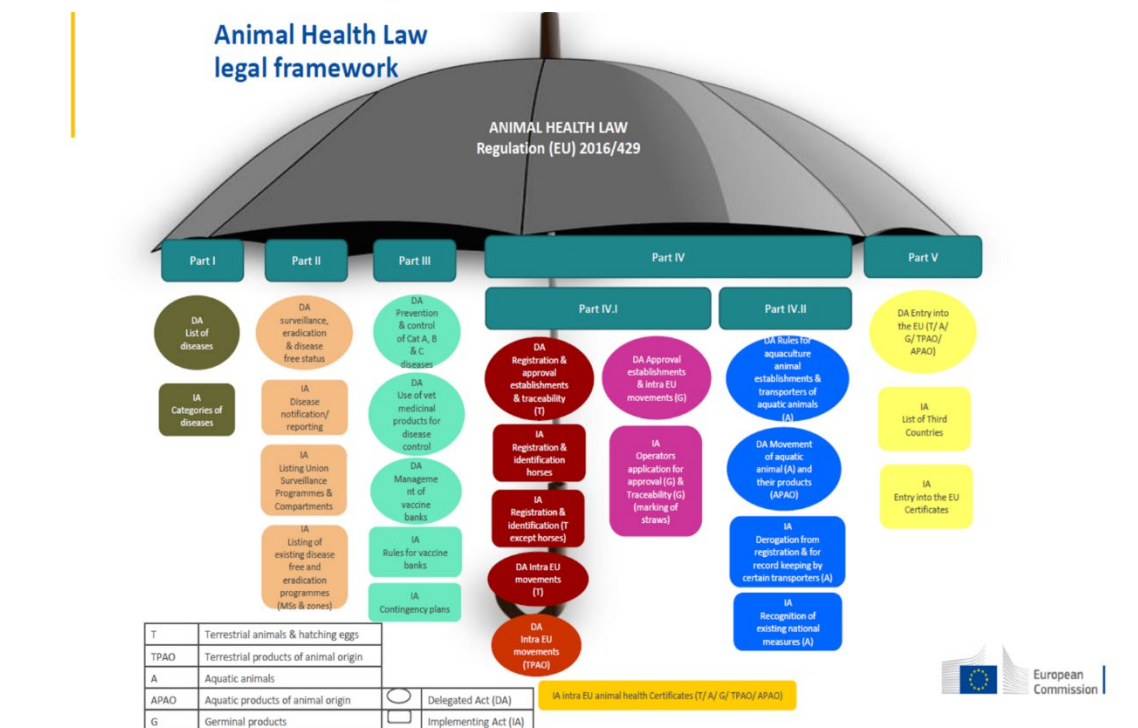 Animal Health Law
legal framework
ANIMAL HEALTH LAW
Regulation (EU) 2016/429
Part I
Part II
Part III
Part IV
Part V
Part IV.I
Part IV.II
DA
List of
diseases
IA
Categories of
diseases
DA
surveillance,
eradication
& disease
free status
IA
Disease
notification/
reporting
IA
Listing Union
Surveillance
Programmes &
Compartments
IA
Listing of
existing disease
free and
eradication
programmes
(MSs & zones)
DA
Prevention
& control
of Cat A, B
& C
diseases
DA
Use of vet
medicinal
products for
disease
control
DA
Manageme
nt of
vaccine
banks
IA
Rules for vaccine
banks
IA
Contingency plans
DA
Registration &
approval
establishments
& traceability
(T)
IA
Registration &
identification
horses
IA
Registration &
identification (T
except horses)
DA Intra EU
movements
(T)
DA
Intra EU
movements
(TPAO)
DA Approval
establishments
& intra EU
movements (G)
IA
Operators
application for
approval (G) &
Traceability (G)
(marking of
straws)
DA Rules for
aquaculture
animal
establishments &
transporters of
aquatic animals
(A)
DA Movement
of aquatic
animal (A) and
their products
(APAO)
IA
Derogation from
registration & for
record keeping by
certain transporters (A)
IA
Recognition of
existing national
measures (A)
DA Entry into
the EU (T/ A/
G/ TPAO/
APAO)
IA
List of Third
Countries
IA
Entry into the EU
Certificates
IA intra EU animal health Certificates (T/ A/ G/ TPAO/ APAO)
T Terrestrial animals & hatching eggs
TPAO Terrestrial products of animal origin
A Aquatic animals
APAO Aquatic products of animal origin Delegated Act (DA)
G Germinal products Implementing Act (IA)
European
Commission